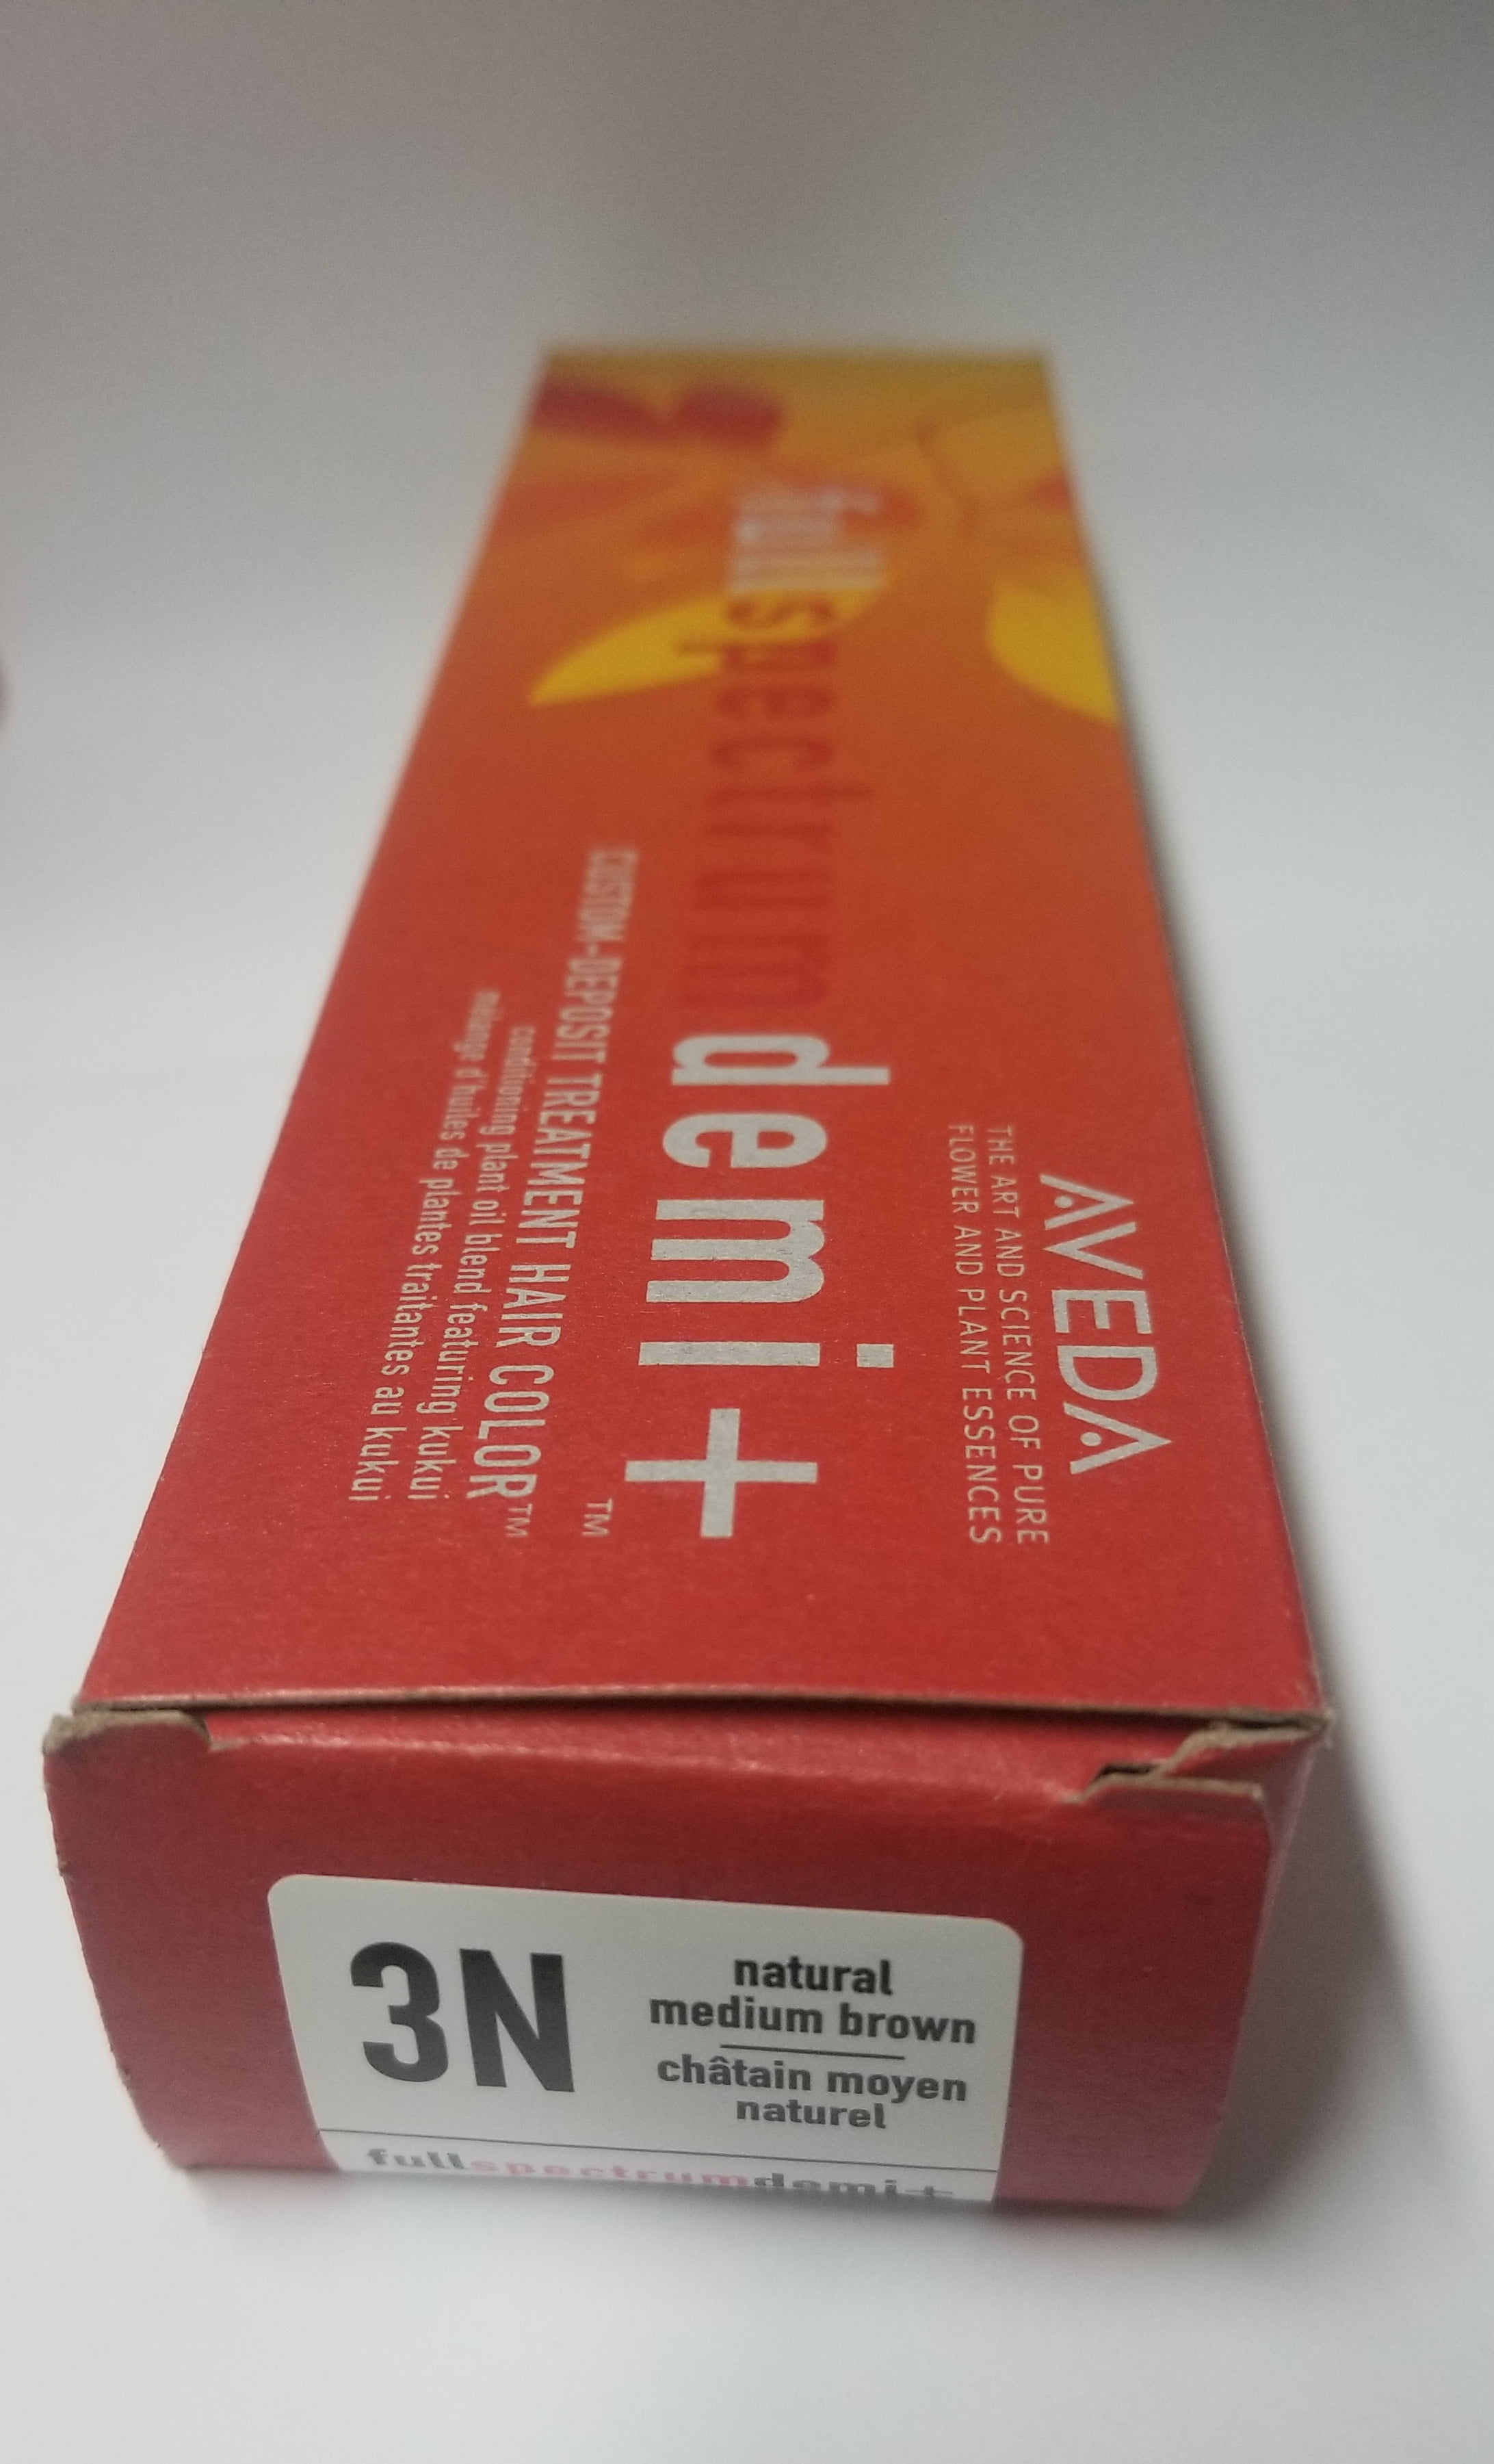 AVEDA
THE ART AND SCIENCE OF PURE
FLOWER AND PLANT ESSENCES
full spectrum demi+™
CUSTOM-DEPOSIT TREATMENT HAIR COLOR™
conditioning plant oil blend featuring kukui
mélange d'huiles de plantes traitantes au kukui
3N
natural
medium brown
châtain moyen
naturel
fullspectrumdemi+